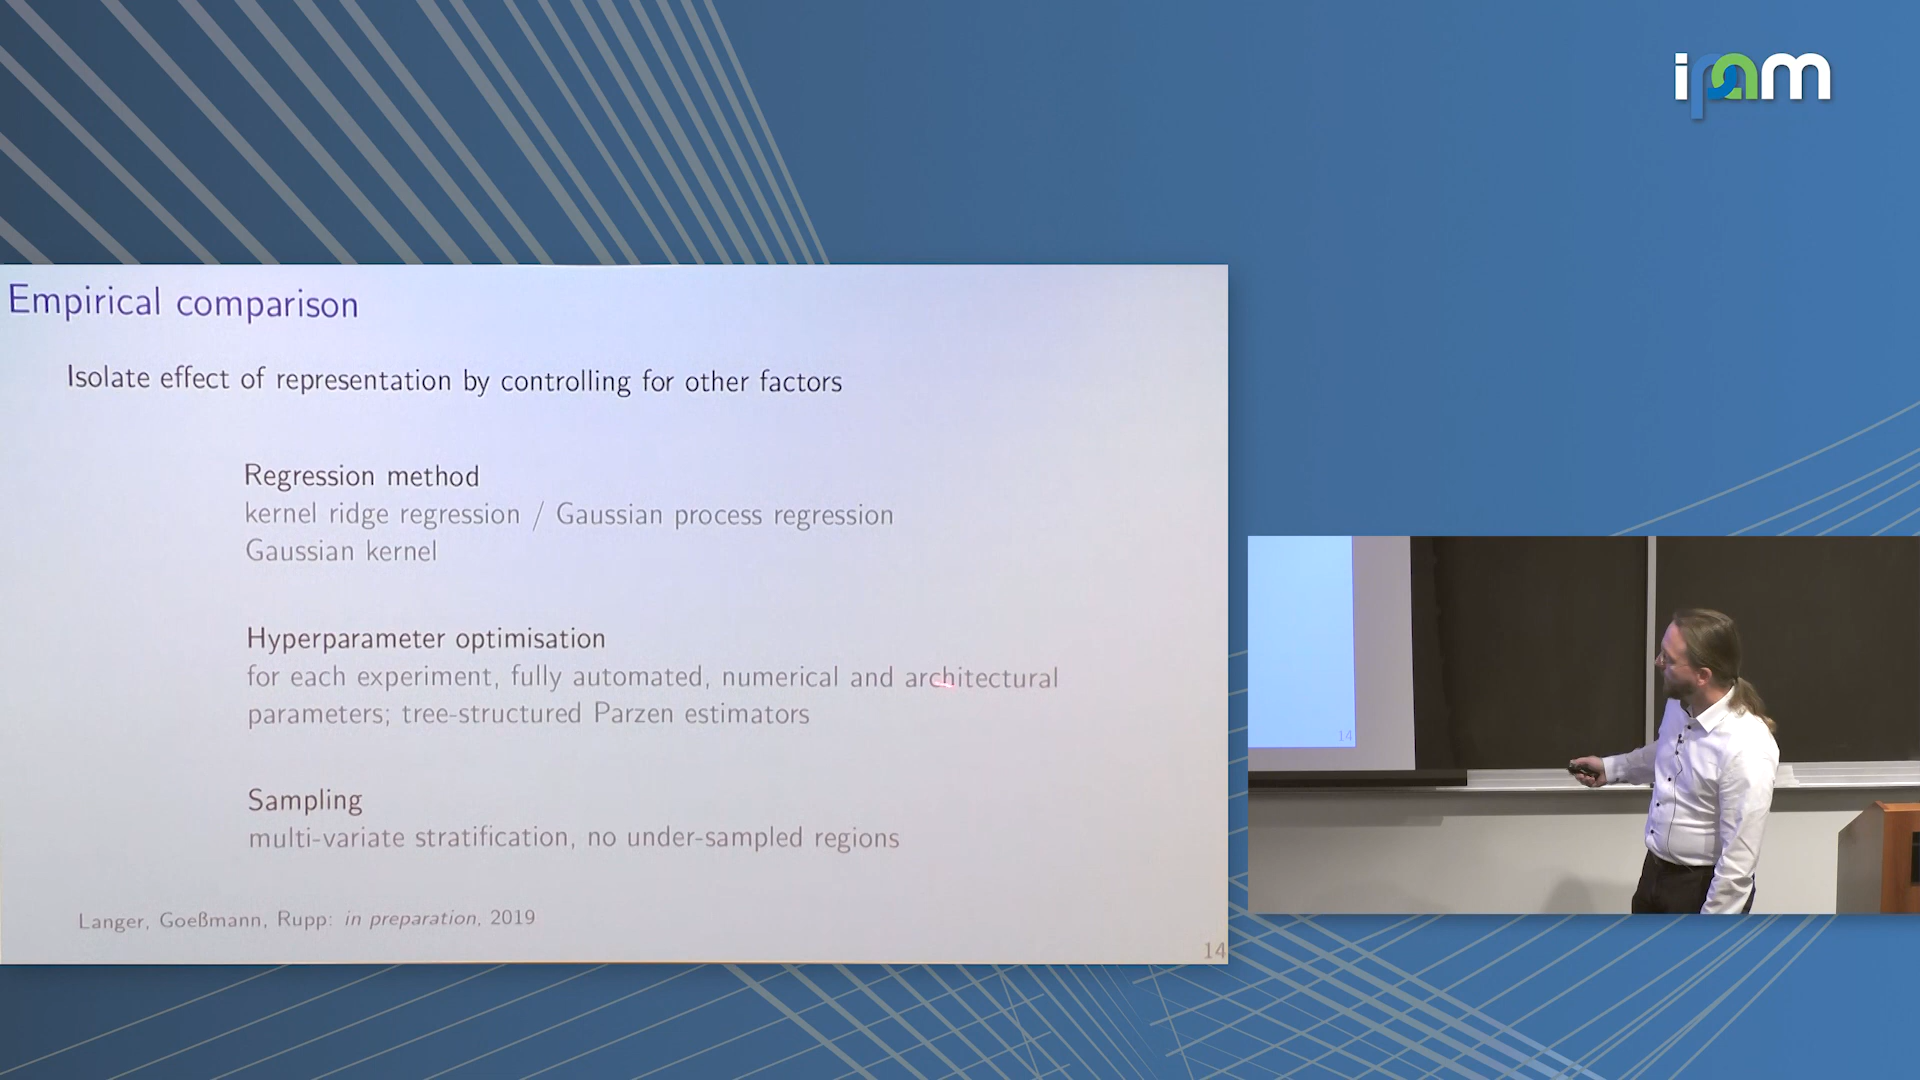 ipam
Empirical comparison
Isolate effect of representation by controlling for other factors
Regression method
kernel ridge regression / Gaussian process regression
Gaussian kernel
Hyperparameter optimisation
for each experiment, fully automated, numerical and architectural
parameters; tree-structured Parzen estimators
Sampling
multi-variate stratification, no under-sampled regions
Langer, Goeßmann, Rupp: in preparation, 2019
14
14